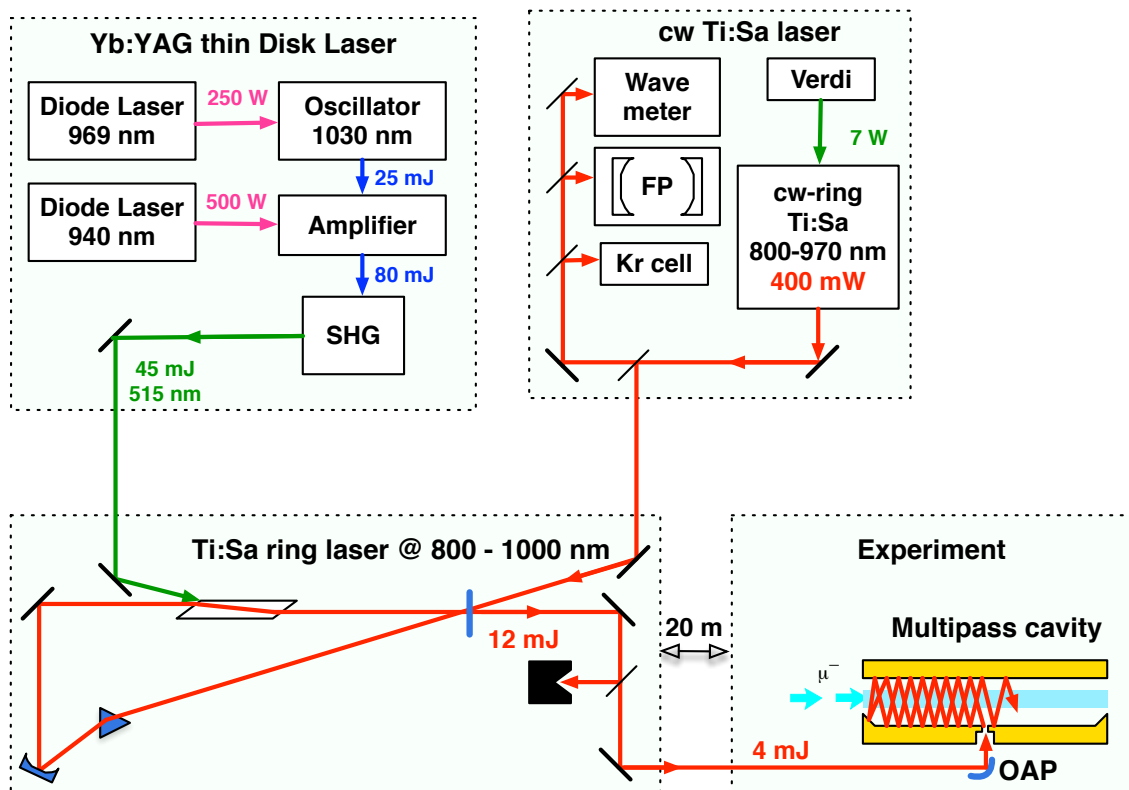 Yb:YAG thin Disk Laser
Diode Laser
969 nm
250 W
Oscillator
1030 nm
25 mJ
Diode Laser
940 nm
500 W
Amplifier
80 mJ
SHG
45 mJ
515 nm
cw Ti:Sa laser
Wave
meter
Verdi
7 W
FP
cw-ring
Ti:Sa
800-970 nm
400 mW
Kr cell
Ti:Sa ring laser @ 800 - 1000 nm
12 mJ
20 m
Experiment
Multipass cavity
μ⁻
4 mJ
OAP